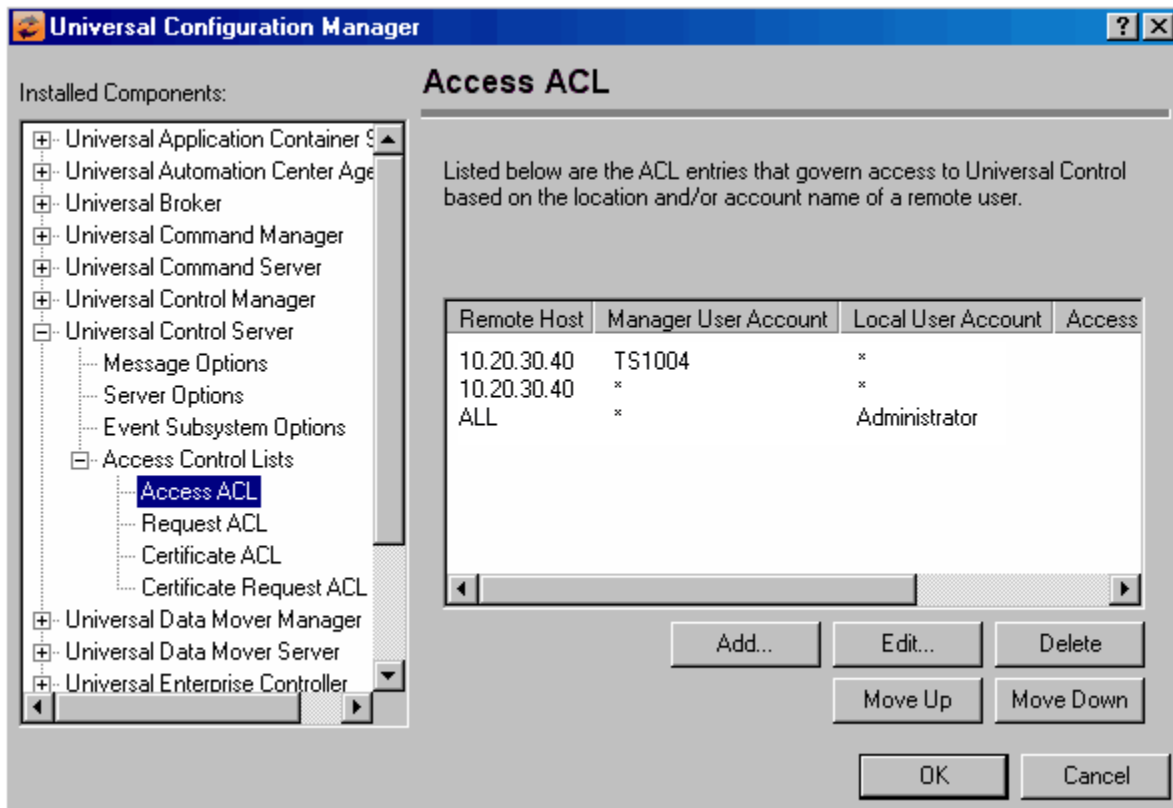 Universal Configuration Manager
Installed Components:
Universal Application Container S
Universal Automation Center Age
Universal Broker
Universal Command Manager
Universal Command Server
Universal Control Manager
Universal Control Server
Message Options
Server Options
Event Subsystem Options
Access Control Lists
Access ACL
Request ACL
Certificate ACL
Certificate Request ACL
Universal Data Mover Manager
Universal Data Mover Server
Universal Enterprise Controller
Access ACL
Listed below are the ACL entries that govern access to Universal Control
based on the location and/or account name of a remote user.
Remote Host Manager User Account Local User Account Access
10.20.30.40 TS1004 *
10.20.30.40 * *
ALL * Administrator
Add... Edit... Delete
Move Up Move Down
OK Cancel